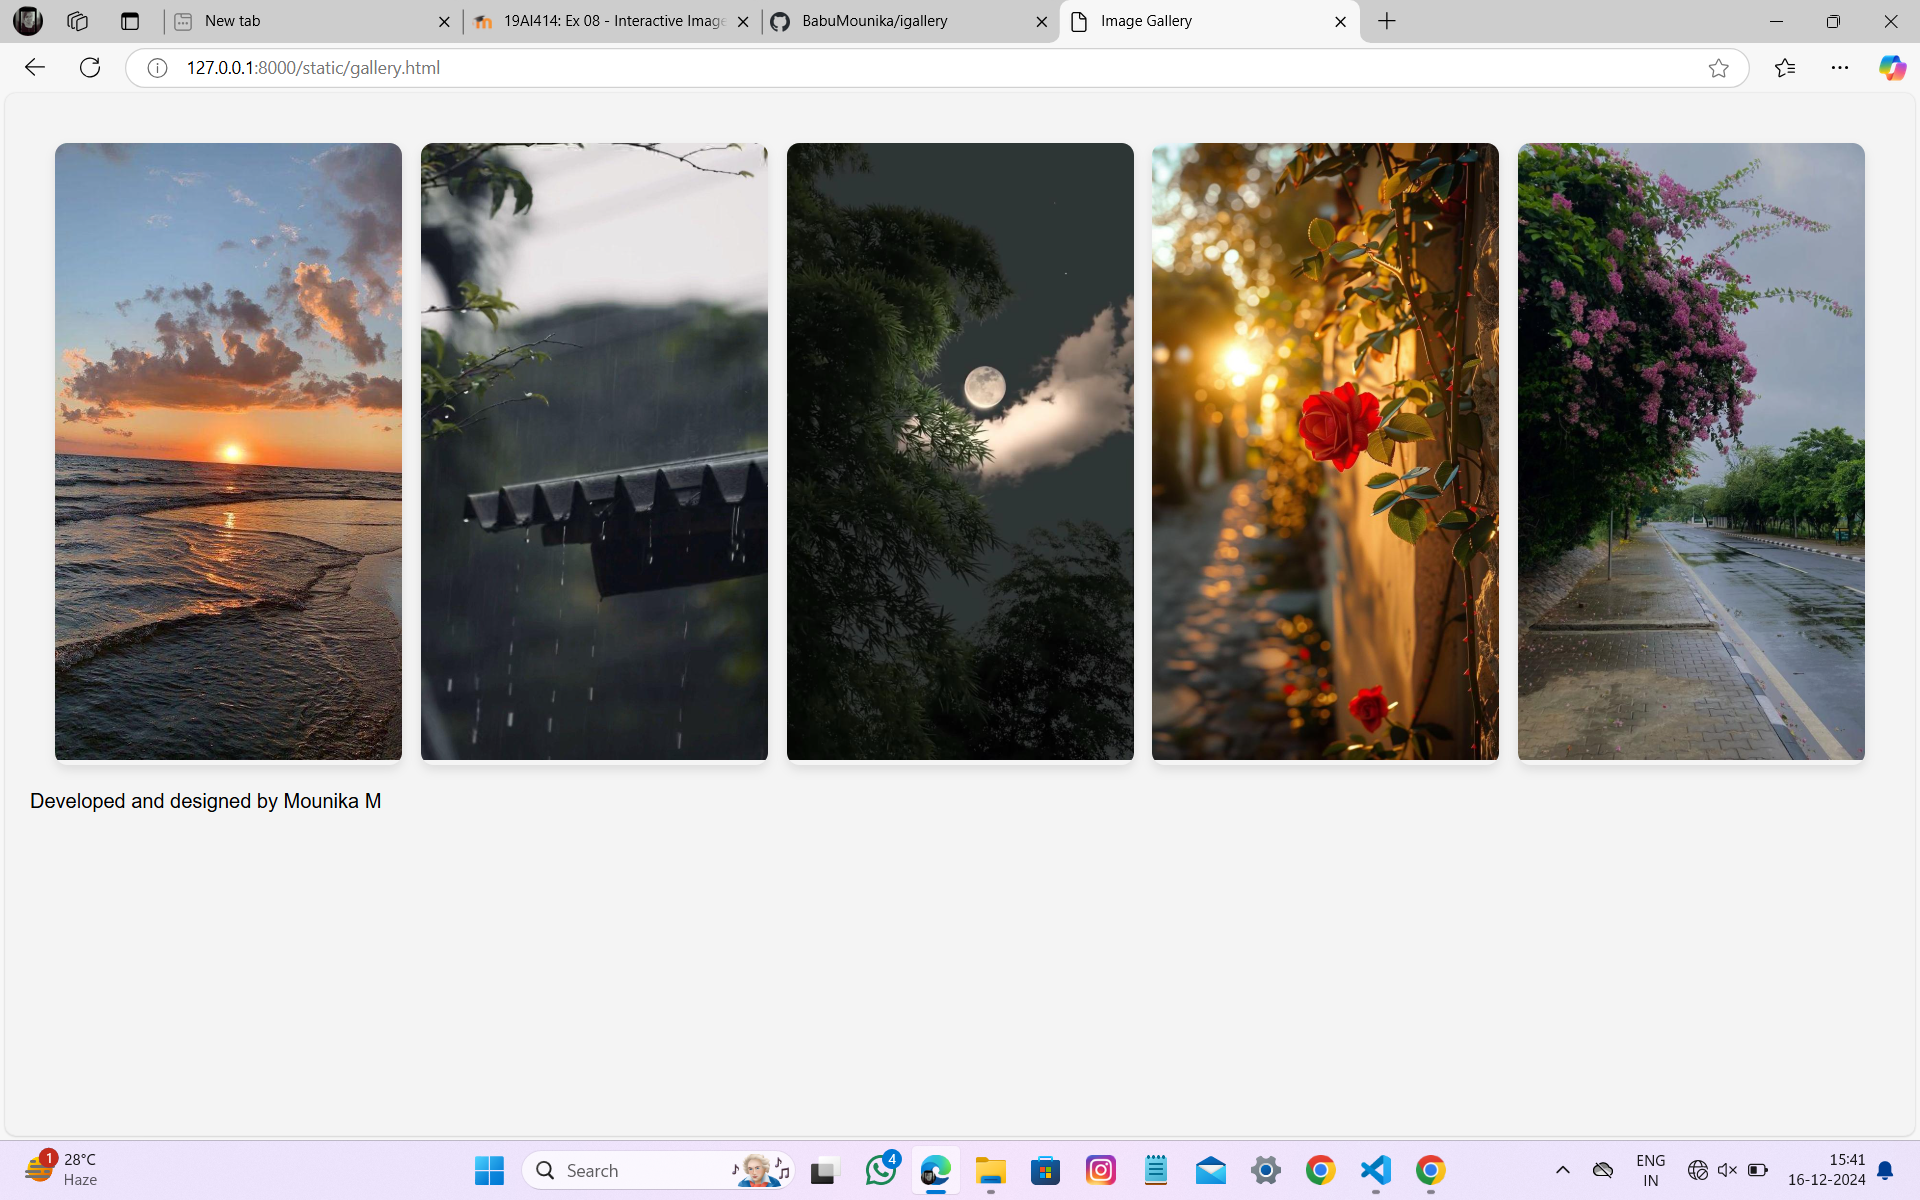 New tab
19AI414: Ex 08 - Interactive Image
BabuMounika/igallery
Image Gallery
127.0.0.1:8000/static/gallery.html
Developed and designed by Mounika M
1
28°C
Haze
Search
4
ENG
IN
15:41
16-12-2024